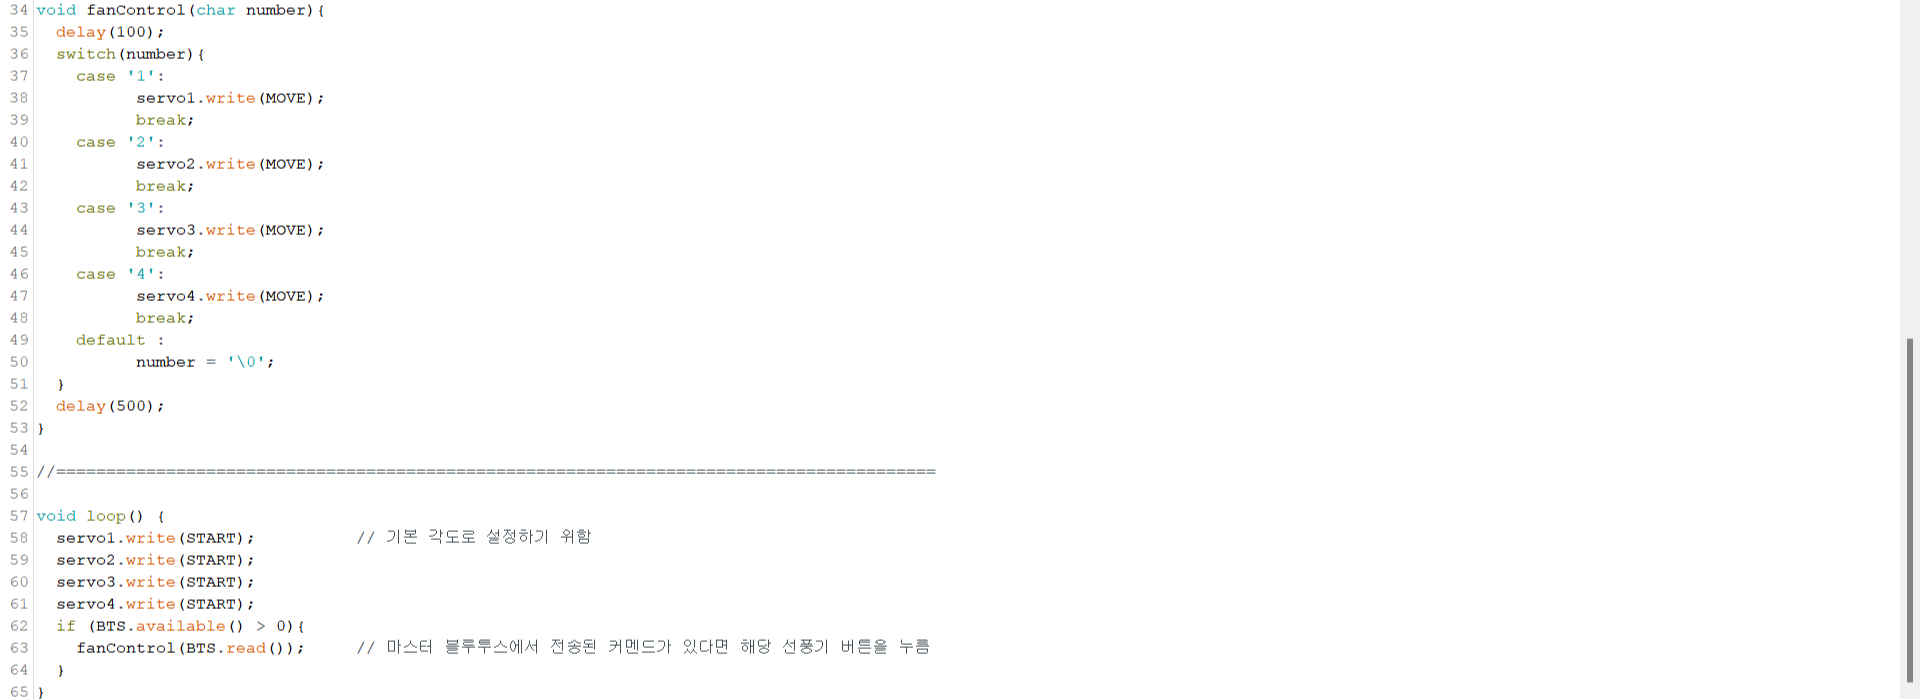 34 void fanControl(char number){
35   delay(100);
36   switch(number){
37     case '1':
38           servo1.write(MOVE);
39           break;
40     case '2':
41           servo2.write(MOVE);
42           break;
43     case '3':
44           servo3.write(MOVE);
45           break;
46     case '4':
47           servo4.write(MOVE);
48           break;
49     default :
50           number = '\0';
51   }
52   delay(500);
53 }
54
55 //========================================================================================
56
57 void loop() {
58   servo1.write(START);          // 기본 각도로 설정하기 위함
59   servo2.write(START);
60   servo3.write(START);
61   servo4.write(START);
62   if (BTS.available() > 0){
63     fanControl(BTS.read());     // 마스터 블루투스에서 전송된 커멘드가 있다면 해당 선풍기 버튼을 누름
64   }
65 }